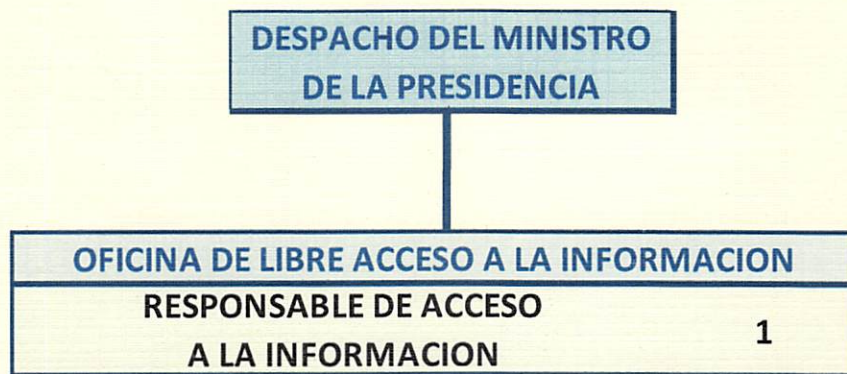 DESPACHO DEL MINISTRO
DE LA PRESIDENCIA
OFICINA DE LIBRE ACCESO A LA INFORMACION
RESPONSABLE DE ACCESO
A LA INFORMACION
1